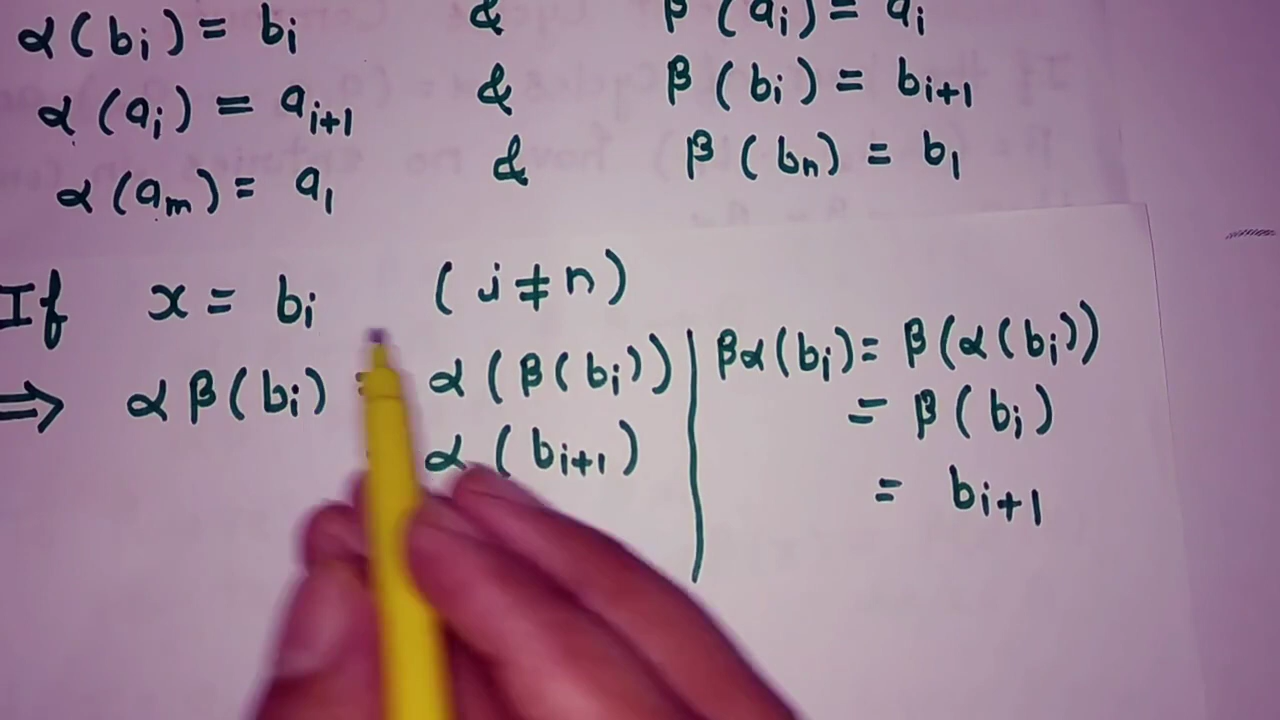 α(bi) = bi & β(ai) = ai
α(ai) = ai+1 & β(bi) = bi+1
α(am) = a1 & β(bn) = b1
If x = bi (i ≠ n)
⇒ αβ(bi) = α(β(bi))
α(bi+1)
βα(bi) = β(α(bi))
= β(bi)
= bi+1